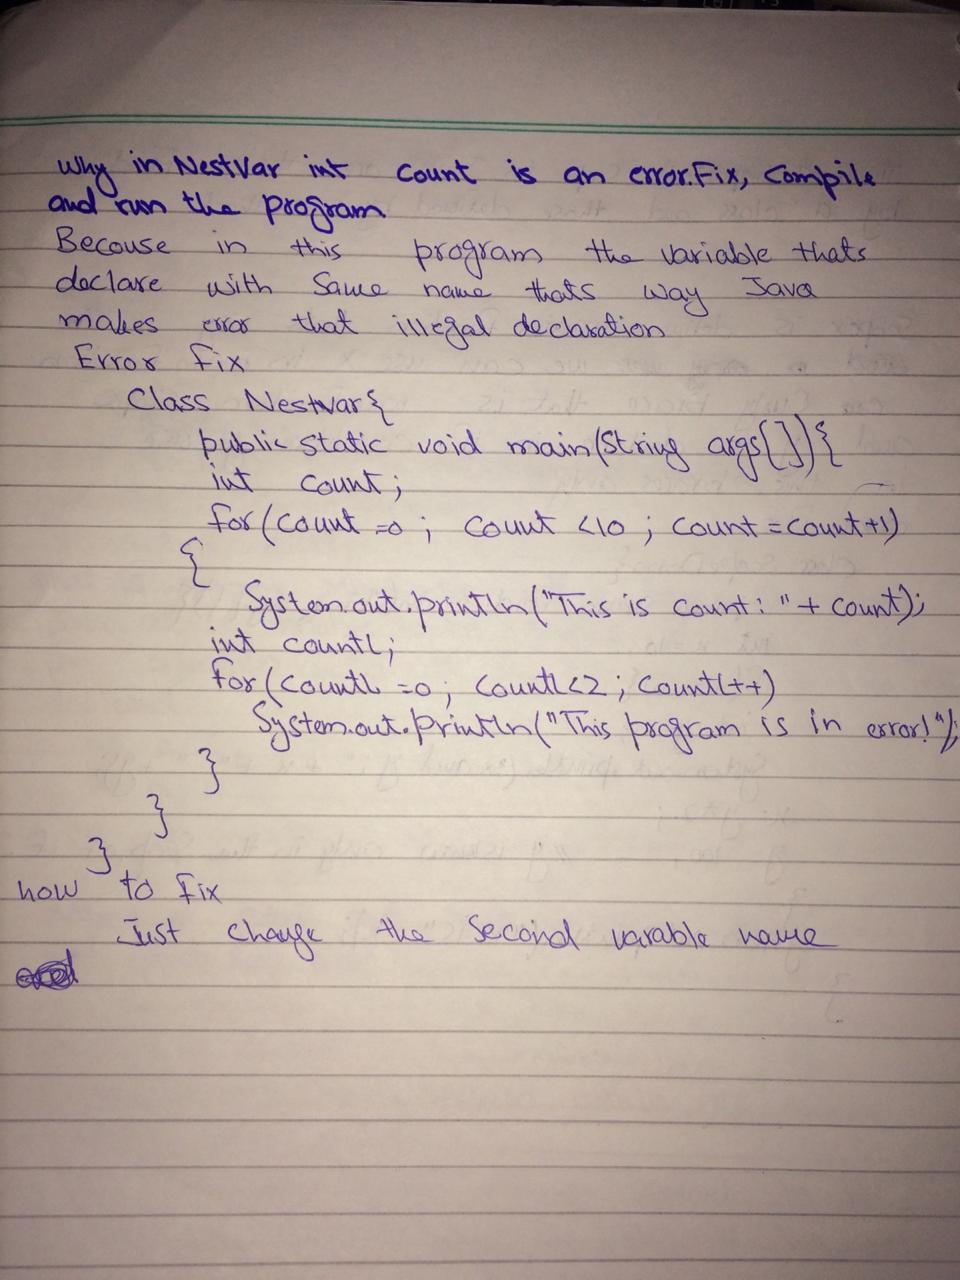 Why in NestVar int count is an error.Fix, Compile
and run the program
Becouse in this program the variable thats
declare with Same name thats way Java
makes error that illegal declaration
Error fix
Class Nestvar{
public static void main(String args[]){
int count;
for(count =0 ; count <10 ; count =count+1)
{
System.out.println("This is count: "+ count);
int count1;
for(count1 =0 ; count1<2 ; count1++)
System.out.println("This program is in error!");
}
}
}
how to fix
Just change the Second varable name